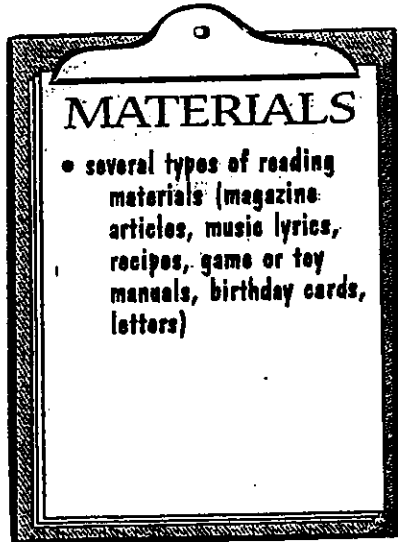 MATERIALS
• several types of reading
materials (magazine
articles, music lyrics,
recipes, game or toy
manuals, birthday cards,
letters)